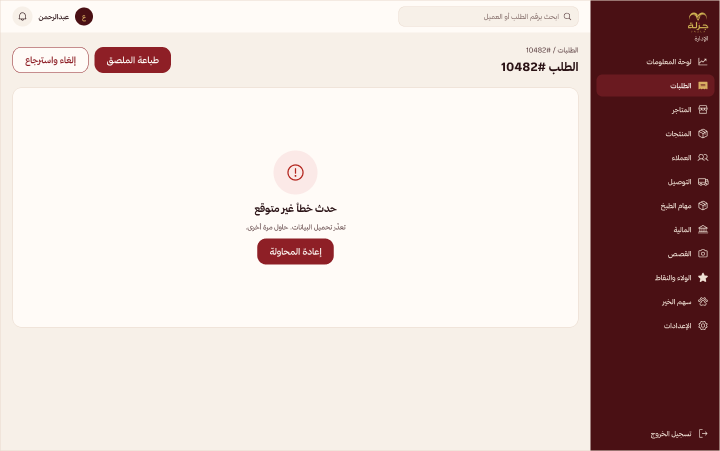 جزلة
الإدارة
لوحة المعلومات
الطلبات
المتاجر
المنتجات
العملاء
التوصيل
مهام الطبخ
المالية
القصص
الولاء والنقاط
سهم الخير
الإعدادات
تسجيل الخروج
ابحث برقم الطلب أو العميل
عبدالرحمن
ع
الطلبات / #10482
الطلب #10482
طباعة الملصق
إلغاء واسترجاع
حدث خطأ غير متوقع
تعذّر تحميل البيانات. حاول مرة أخرى.
إعادة المحاولة